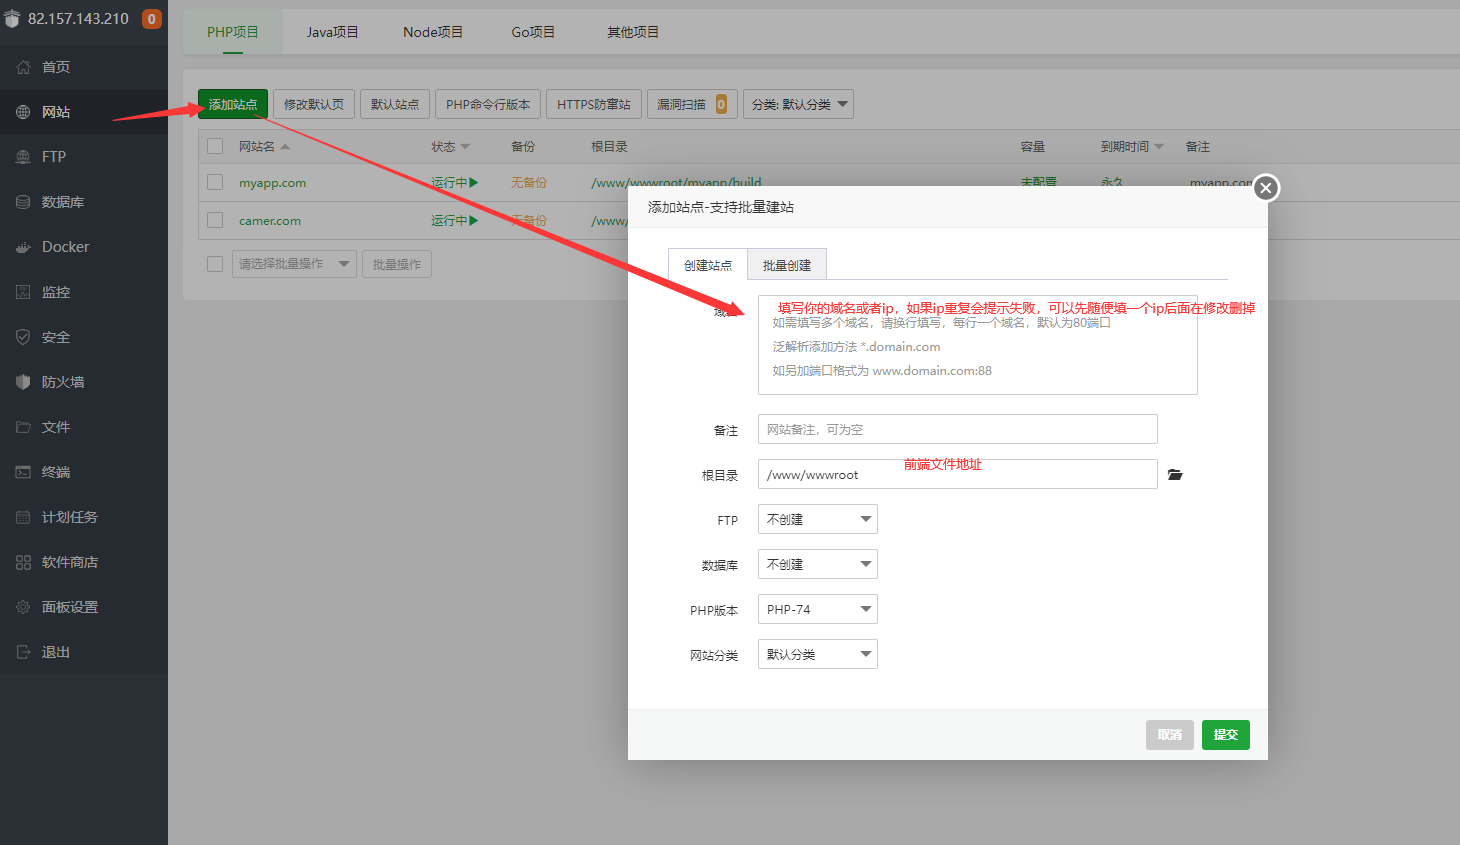 82.157.143.210 0
首页
网站
FTP
数据库
Docker
监控
安全
防火墙
文件
终端
计划任务
软件商店
面板设置
退出
PHP项目 Java项目 Node项目 Go项目 其他项目
添加站点 修改默认页 默认站点 PHP命令行版本 HTTPS防窜站 漏洞扫描 0 分类: 默认分类
网站名 状态 备份 根目录 容量 到期时间 备注
myapp.com 运行中 无备份 /www/wwwroot/myapp/build 未配置 永久 myapp.com
camer.com 运行中 无备份 /www/
请选择批量操作 批量操作
添加站点-支持批量建站
创建站点 批量创建
域名
填写你的域名或者ip，如果ip重复会提示失败，可以先随便填一个ip后面在修改删掉
如需填写多个域名，请换行填写，每行一个域名，默认为80端口
泛解析添加方法 *.domain.com
如另加端口格式为 www.domain.com:88
备注 网站备注，可为空
前端文件地址
根目录 /www/wwwroot
FTP 不创建
数据库 不创建
PHP版本 PHP-74
网站分类 默认分类
取消 提交